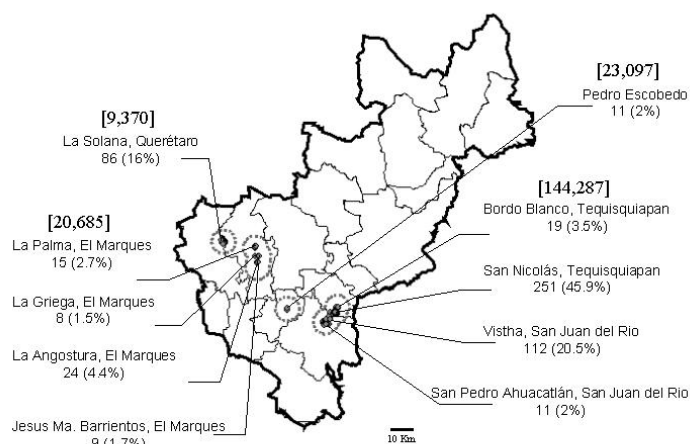 [9,370]
La Solana, Querétaro
86 (16%)
[20,685]
La Palma, El Marques
15 (2.7%)
La Griega, El Marques
8 (1.5%)
La Angostura, El Marques
24 (4.4%)
Jesus Ma. Barrientos, El Marques
9 (1.7%)
[23,097]
Pedro Escobedo
11 (2%)
[144,287]
Bordo Blanco, Tequisquiapan
19 (3.5%)
San Nicolás, Tequisquiapan
251 (45.9%)
Vistha, San Juan del Rio
112 (20.5%)
San Pedro Ahuacatlán, San Juan del Rio
11 (2%)
10 Km